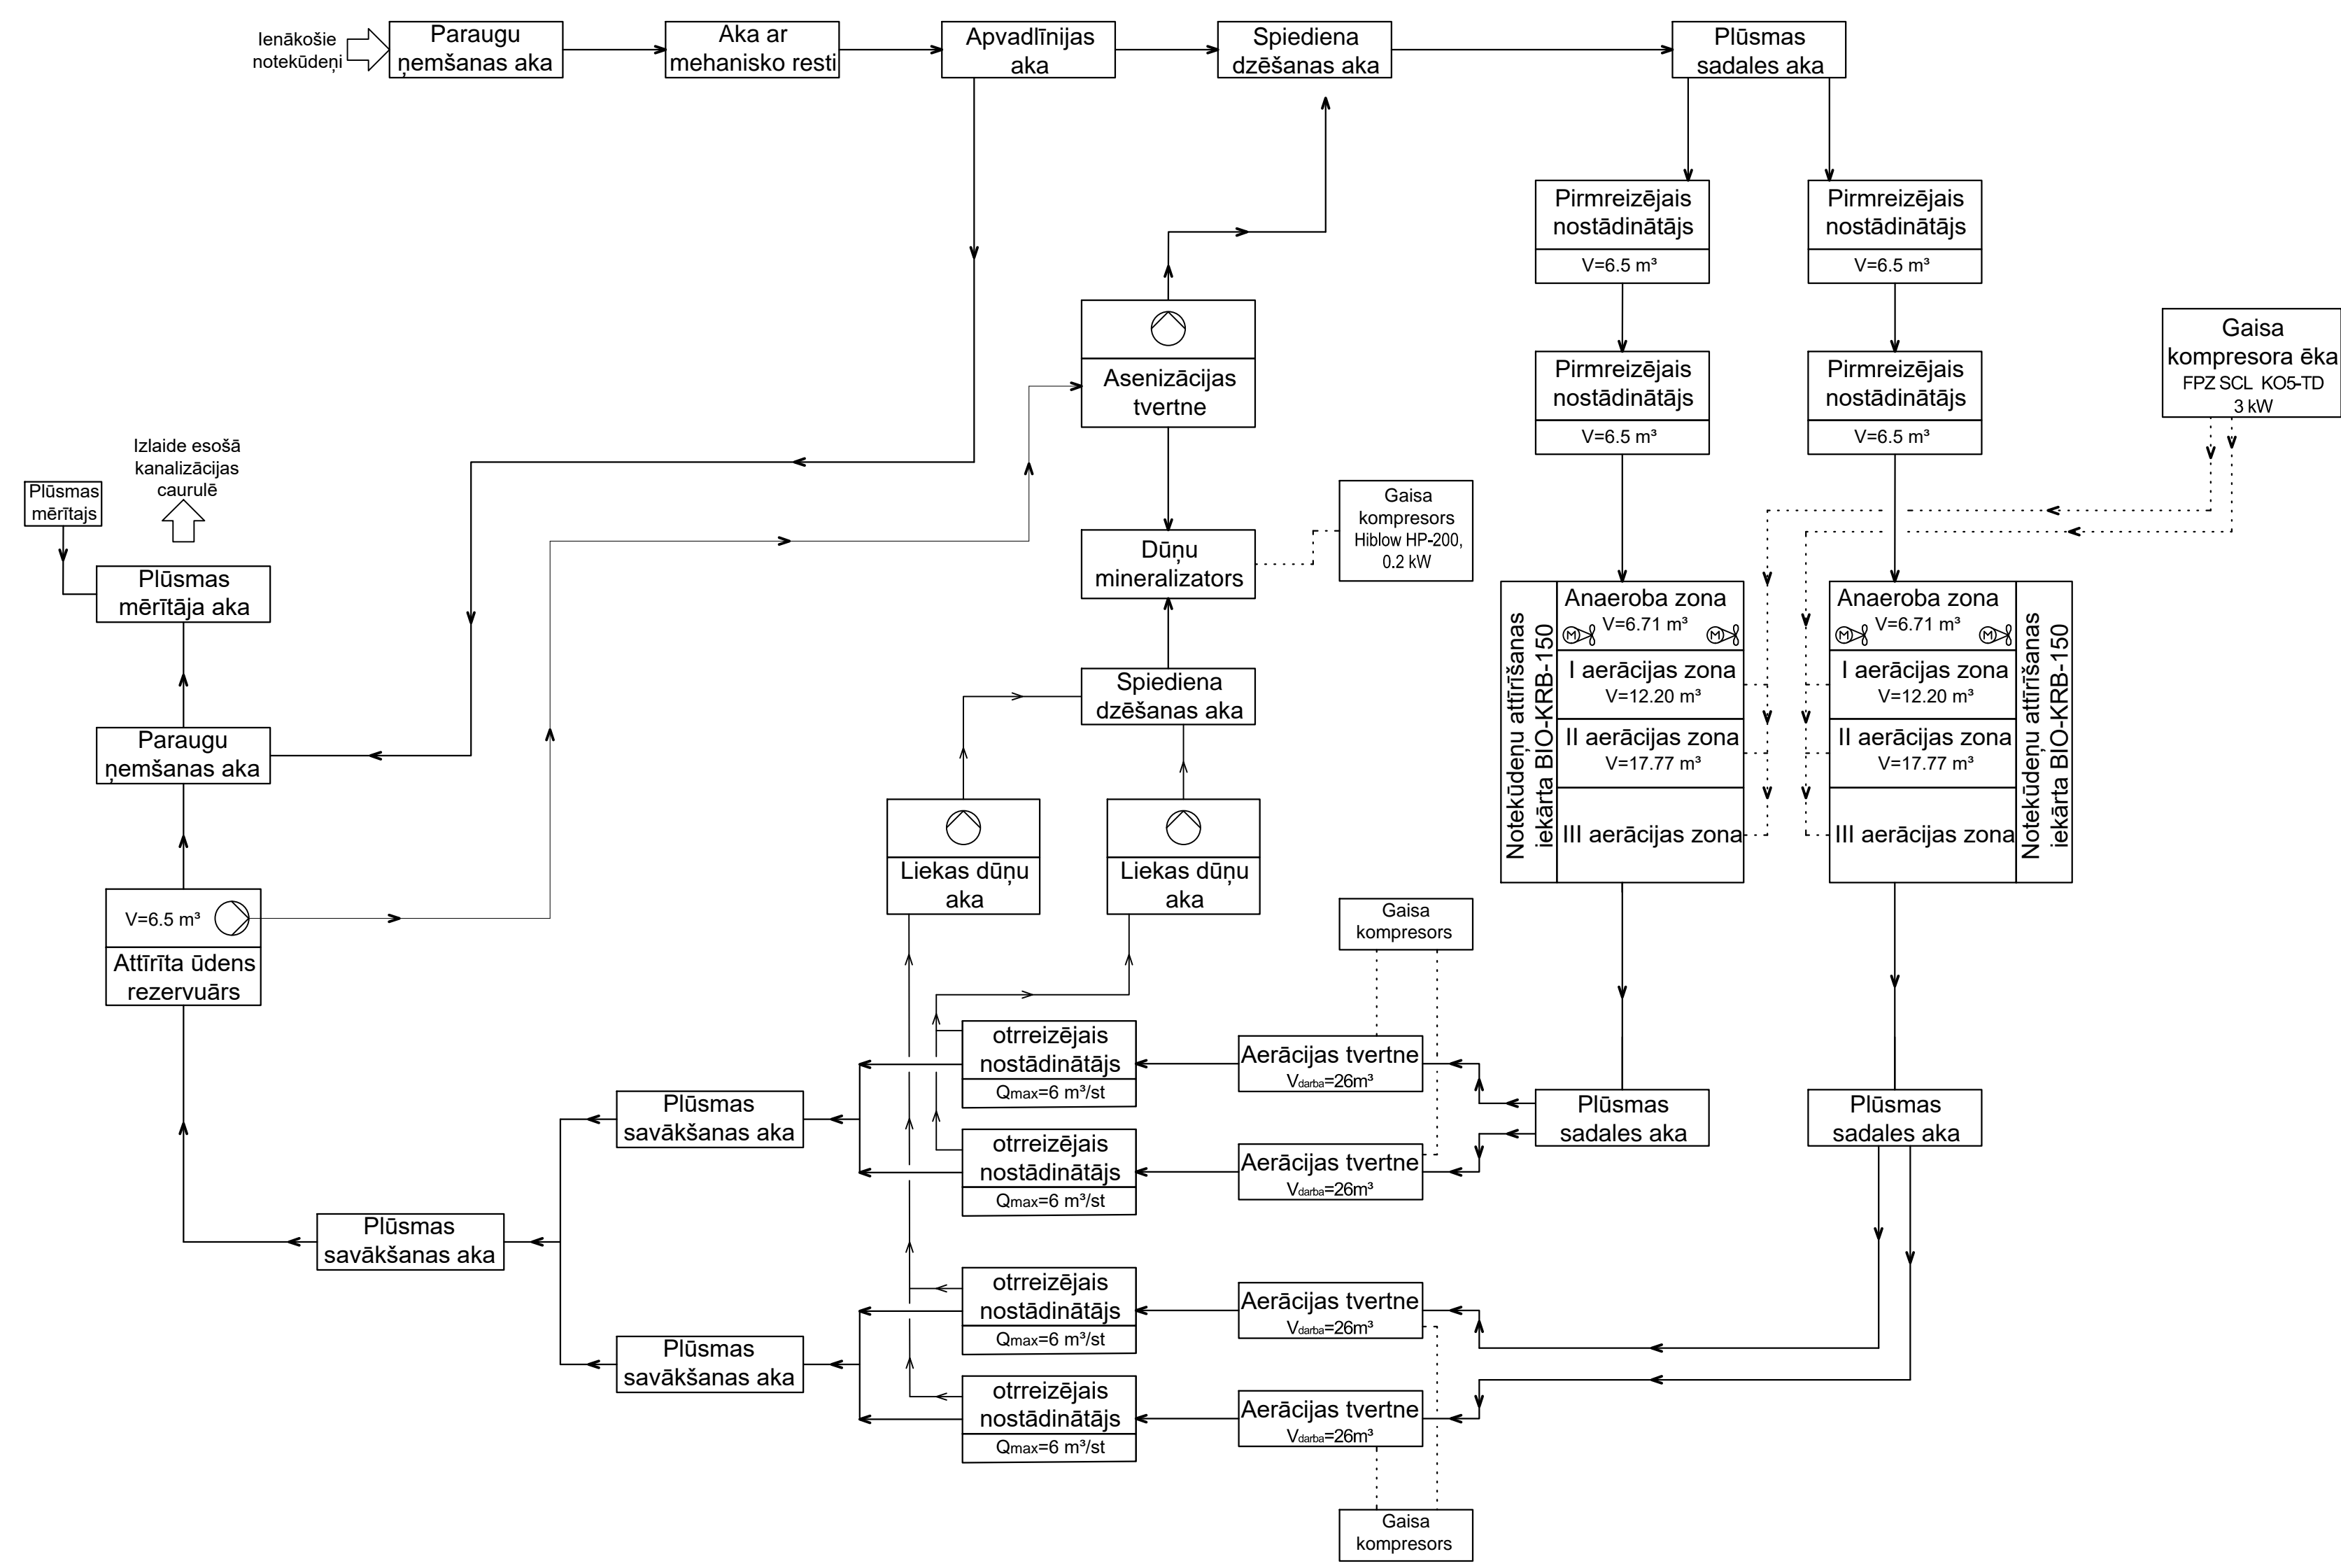 Ienākošie
notekūdeņi
Paraugu
ņemšanas aka
Aka ar
mehanisko resti
Apvadlīnijas
aka
Spiediena
dzēšanas aka
Plūsmas
sadales aka
Pirmreizējais
nostādinātājs
V=6.5 m³
Pirmreizējais
nostādinātājs
V=6.5 m³
Pirmreizējais
nostādinātājs
V=6.5 m³
Pirmreizējais
nostādinātājs
V=6.5 m³
Gaisa
kompresora ēka
FPZ SCL KO5-TD
3 kW
Asenizācijas
tvertne
Izlaide esošā
kanalizācijas
caurulē
Plūsmas
mērītajs
Plūsmas
mērītāja aka
Gaisa
kompresors
Hiblow HP-200,
0.2 kW
Dūņu
mineralizators
Spiediena
dzēšanas aka
Notekūdeņu attīrīšanas
iekārta BIO-KRB-150
Anaeroba zona
V=6.71 m³
M
M
I aerācijas zona
V=12.20 m³
II aerācijas zona
V=17.77 m³
III aerācijas zona
Anaeroba zona
V=6.71 m³
M
M
I aerācijas zona
V=12.20 m³
II aerācijas zona
V=17.77 m³
III aerācijas zona
Notekūdeņu attīrīšanas
iekārta BIO-KRB-150
Paraugu
ņemšanas aka
Liekas dūņu
aka
Liekas dūņu
aka
V=6.5 m³
Attīrīta ūdens
rezervuārs
Gaisa
kompresors
otrreizējais
nostādinātājs
Qmax=6 m³/st
Aerācijas tvertne
Vdarba=26m³
Plūsmas
savākšanas aka
otrreizējais
nostādinātājs
Qmax=6 m³/st
Aerācijas tvertne
Vdarba=26m³
Plūsmas
sadales aka
Plūsmas
sadales aka
Plūsmas
savākšanas aka
otrreizējais
nostādinātājs
Qmax=6 m³/st
Aerācijas tvertne
Vdarba=26m³
Plūsmas
savākšanas aka
otrreizējais
nostādinātājs
Qmax=6 m³/st
Aerācijas tvertne
Vdarba=26m³
Gaisa
kompresors